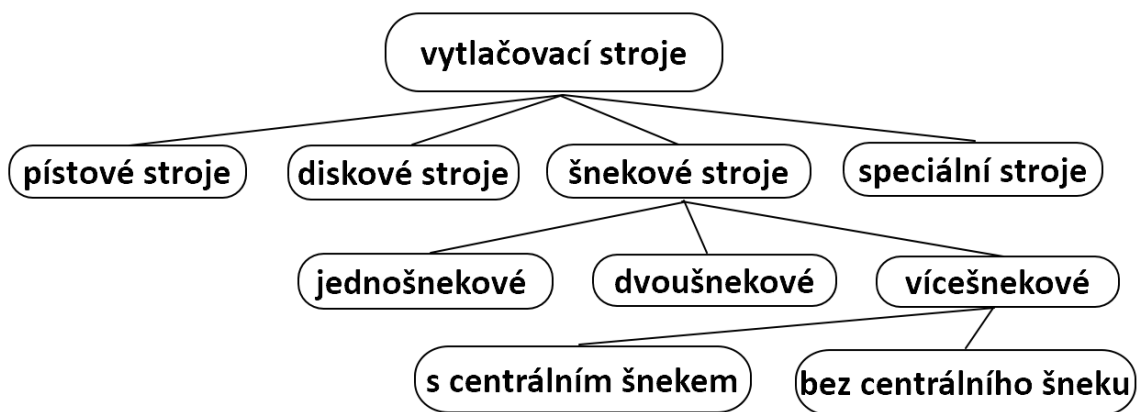 vytlačovací stroje
pístové stroje
diskové stroje
šnekové stroje
speciální stroje
jednošnekové
dvoušnekové
vícešnekové
s centrálním šnekem
bez centrálního šneku